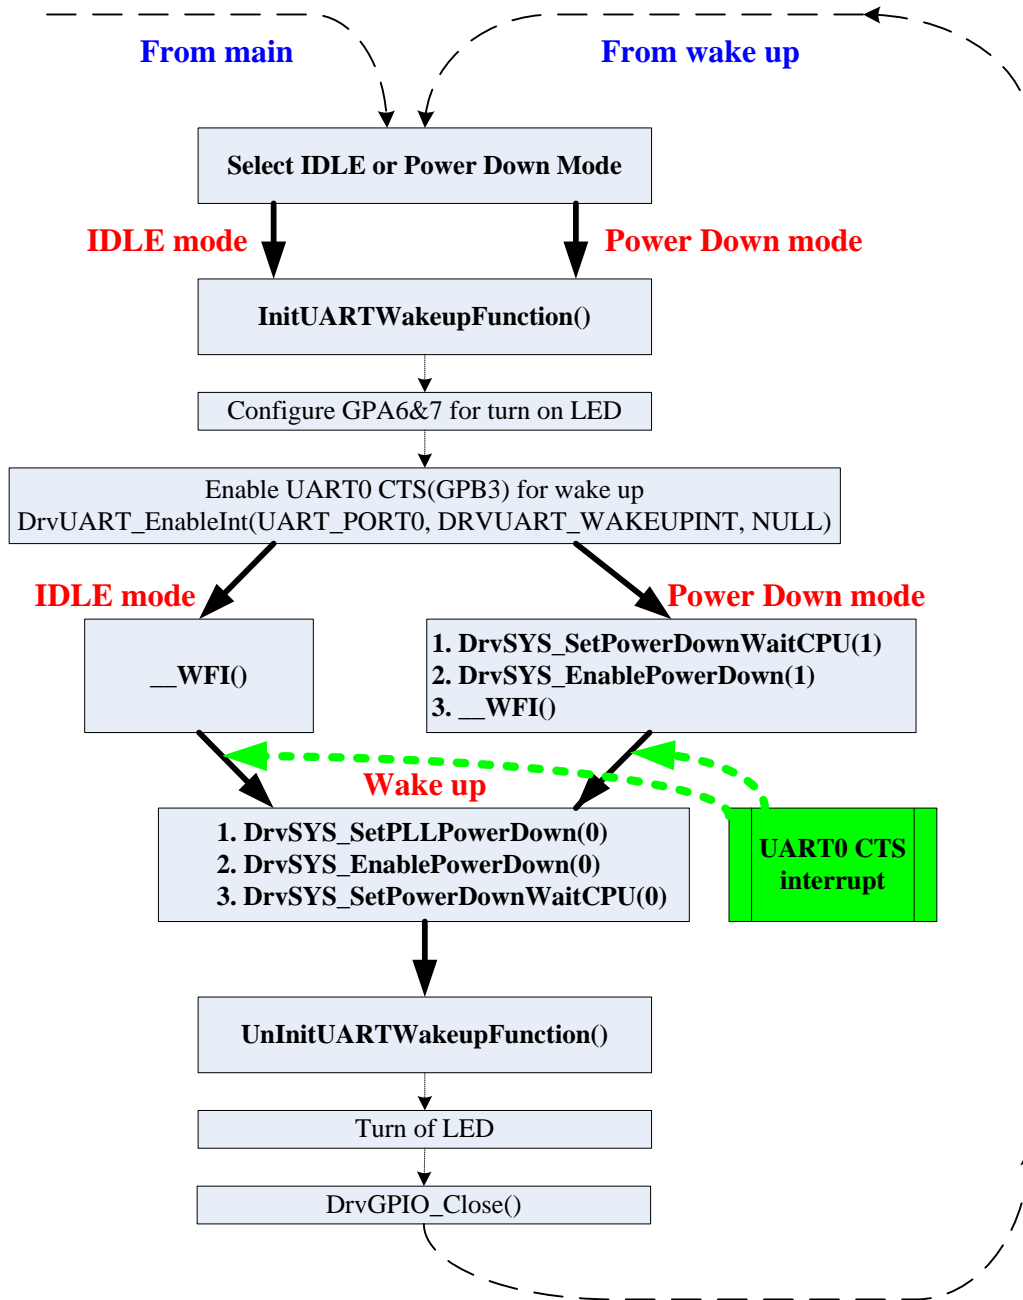 From main
From wake up
Select IDLE or Power Down Mode
IDLE mode
Power Down mode
InitUARTWakeupFunction()
Configure GPA6&7 for turn on LED
Enable UART0 CTS(GPB3) for wake up
DrvUART_EnableInt(UART_PORT0, DRVUART_WAKEUPINT, NULL)
IDLE mode
Power Down mode
__WFI()
1. DrvSYS_SetPowerDownWaitCPU(1)
2. DrvSYS_EnablePowerDown(1)
3. __WFI()
Wake up
1. DrvSYS_SetPLLPowerDown(0)
2. DrvSYS_EnablePowerDown(0)
3. DrvSYS_SetPowerDownWaitCPU(0)
UART0 CTS
interrupt
UnInitUARTWakeupFunction()
Turn of LED
DrvGPIO_Close()